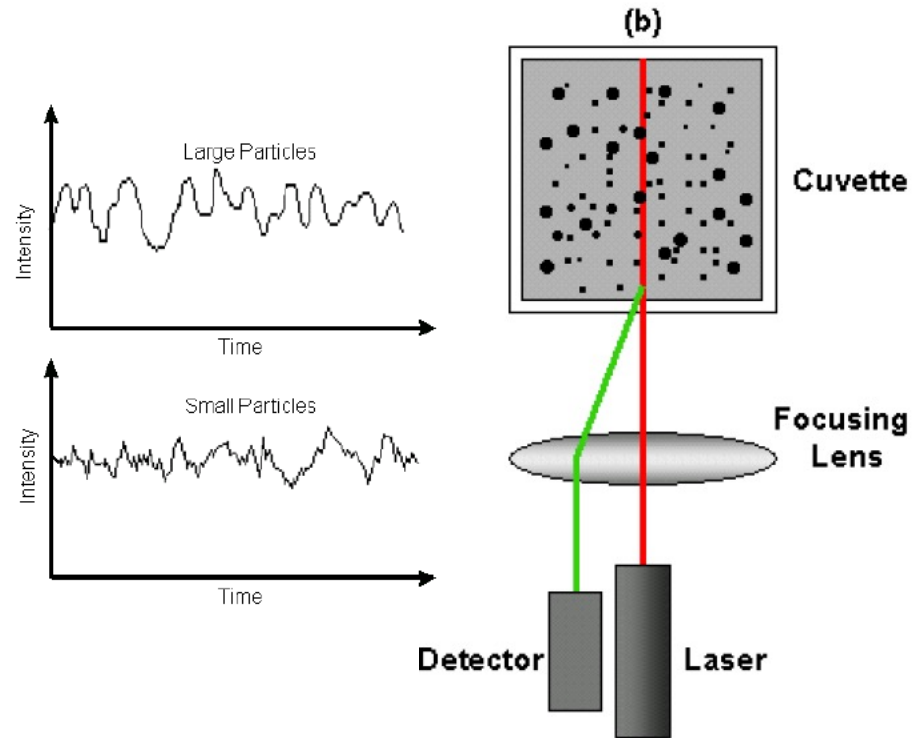 Large Particles
Intensity
Time
Small Particles
Intensity
Time
(b)
Cuvette
Focusing
Lens
Detector
Laser